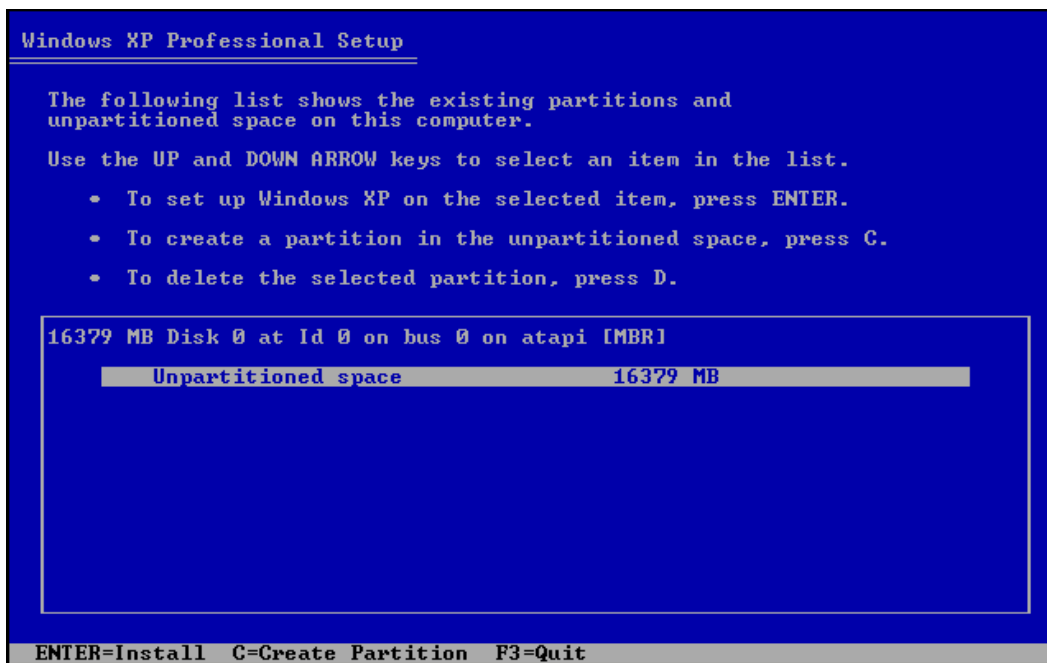 Windows XP Professional Setup
The following list shows the existing partitions and
unpartitioned space on this computer.
Use the UP and DOWN ARROW keys to select an item in the list.
• To set up Windows XP on the selected item, press ENTER.
• To create a partition in the unpartitioned space, press C.
• To delete the selected partition, press D.
16379 MB Disk 0 at Id 0 on bus 0 on atapi [MBR]
Unpartitioned space 16379 MB
ENTER=Install C=Create Partition F3=Quit